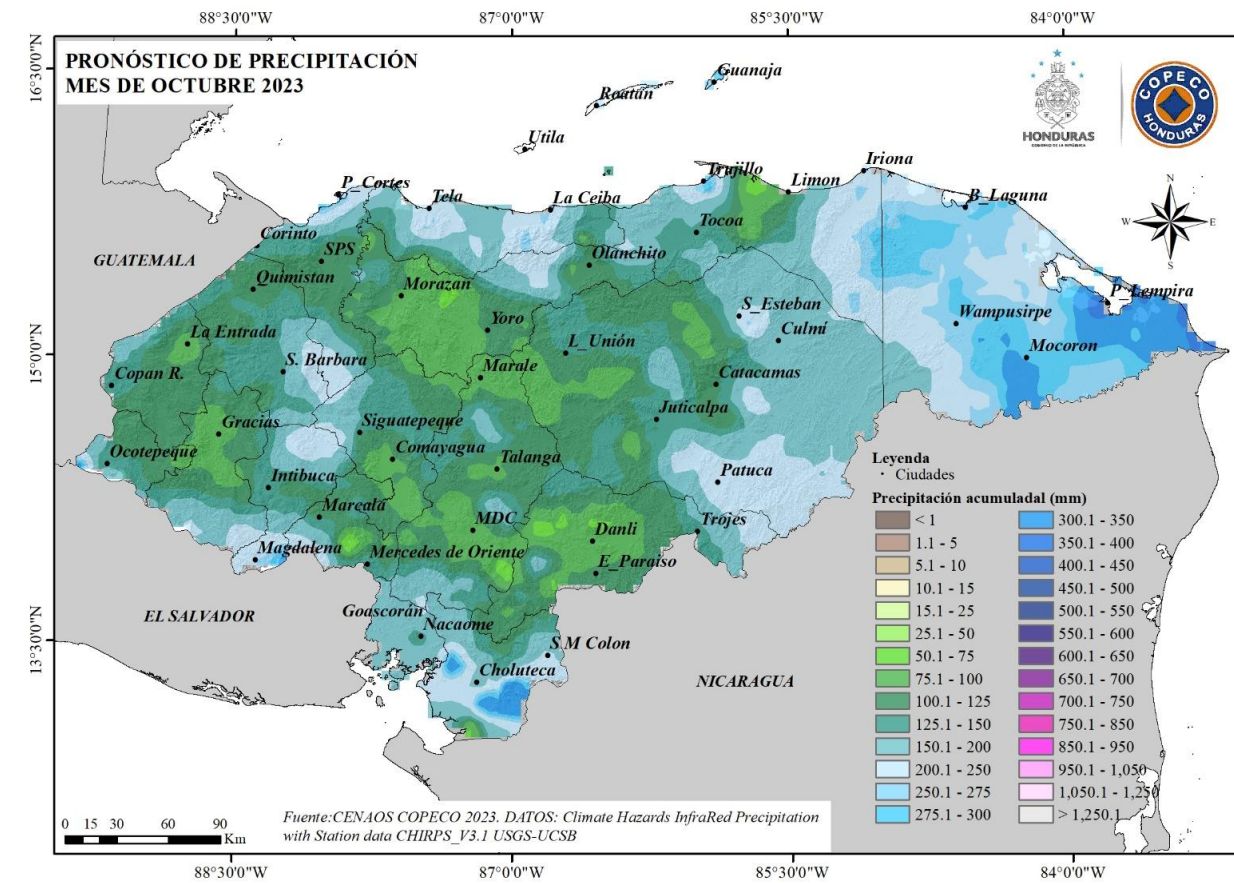 88°30'0"W
87°0'0"W
85°30'0"W
84°0'0"W
16°30'0"N
15°0'0"N
13°30'0"N
PRONÓSTICO DE PRECIPITACIÓN
MES DE OCTUBRE 2023
HONDURAS
GOBIERNO DE LA REPÚBLICA
COPECO
HONDURAS
N
W
E
S
Guanaja
Roatán
Utila
Trujillo
Iriona
P_Cortes
Tela
La Ceiba
Limon
B_Laguna
Tocoa
Corinto
SPS
Olanchito
GUATEMALA
Quimistan
Morazan
S_Esteban
P_Lempira
Yoro
Culmí
Wampusirpe
La Entrada
L_Unión
Mocoron
S. Barbara
Marale
Copan R.
Catacamas
Gracias
Siguatepeque
Juticalpa
Ocotepeque
Comayagua
Talanga
Intibuca
Patuca
Marcala
MDC
Danli
Trojes
Magdalena
Mercedes de Oriente
E_Paraiso
EL SALVADOR
Goascorán
Nacaome
S M Colon
Choluteca
NICARAGUA
Leyenda
Ciudades
Precipitación acumuladal (mm)
< 1
1.1 - 5
5.1 - 10
10.1 - 15
15.1 - 25
25.1 - 50
50.1 - 75
75.1 - 100
100.1 - 125
125.1 - 150
150.1 - 200
200.1 - 250
250.1 - 275
275.1 - 300
300.1 - 350
350.1 - 400
400.1 - 450
450.1 - 500
500.1 - 550
550.1 - 600
600.1 - 650
650.1 - 700
700.1 - 750
750.1 - 850
850.1 - 950
950.1 - 1,050
1,050.1 - 1,250
> 1,250.1
0 15 30 60 90
Km
Fuente:CENAOS COPECO 2023. DATOS: Climate Hazards InfraRed Precipitation
with Station data CHIRPS_V3.1 USGS-UCSB
88°30'0"W
87°0'0"W
85°30'0"W
84°0'0"W